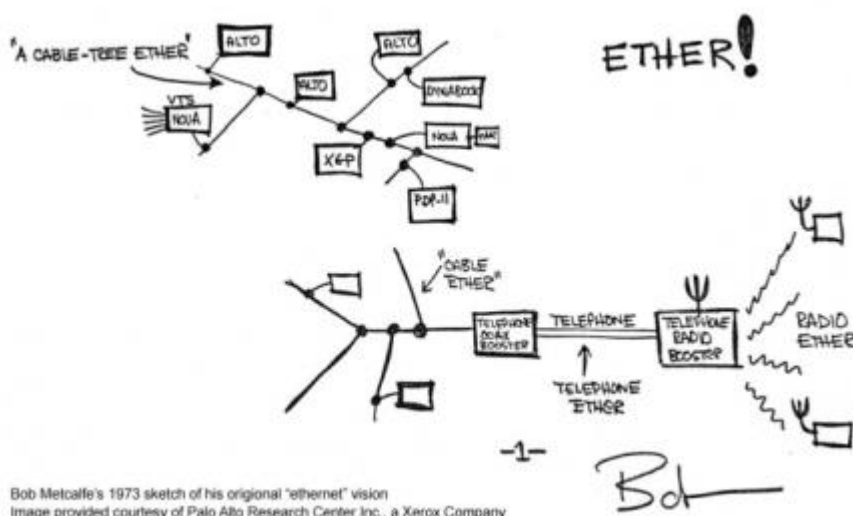 "A CABLE-TREE ETHER"
ALTO
ALTO
ALTO
DYNABOOK
VTS
NOVA
XGP
NOVA
PDP-11
ETHER!
"CABLE
ETHER"
TELEPHONE
COAX
BOOSTER
TELEPHONE
TELEPHONE
ETHER
TELEPHONE
RADIO
BOOSTER
RADIO
ETHER
-1-
Bob
Bob Metcalfe's 1973 sketch of his origional "ethernet" vision
Image provided courtesy of Palo Alto Research Center Inc., a Xerox Company